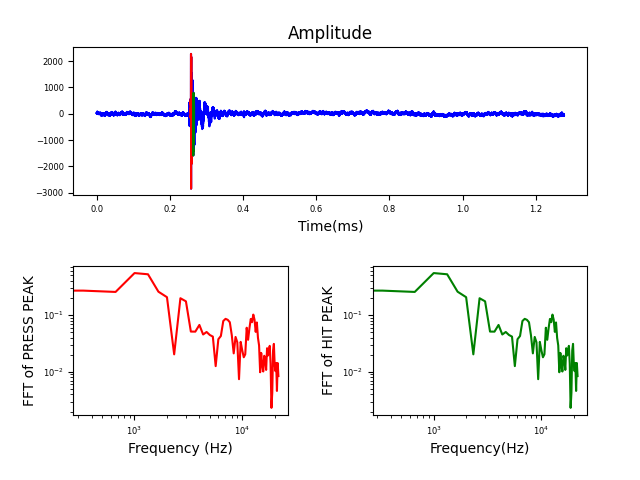 Amplitude
2000
1000
0
−1000
−2000
−3000
0.0 0.2 0.4 0.6 0.8 1.0 1.2
Time(ms)
FFT of PRESS PEAK
10⁻¹
10⁻²
10³ 10⁴
Frequency (Hz)
FFT of HIT PEAK
10⁻¹
10⁻²
10³ 10⁴
Frequency(Hz)